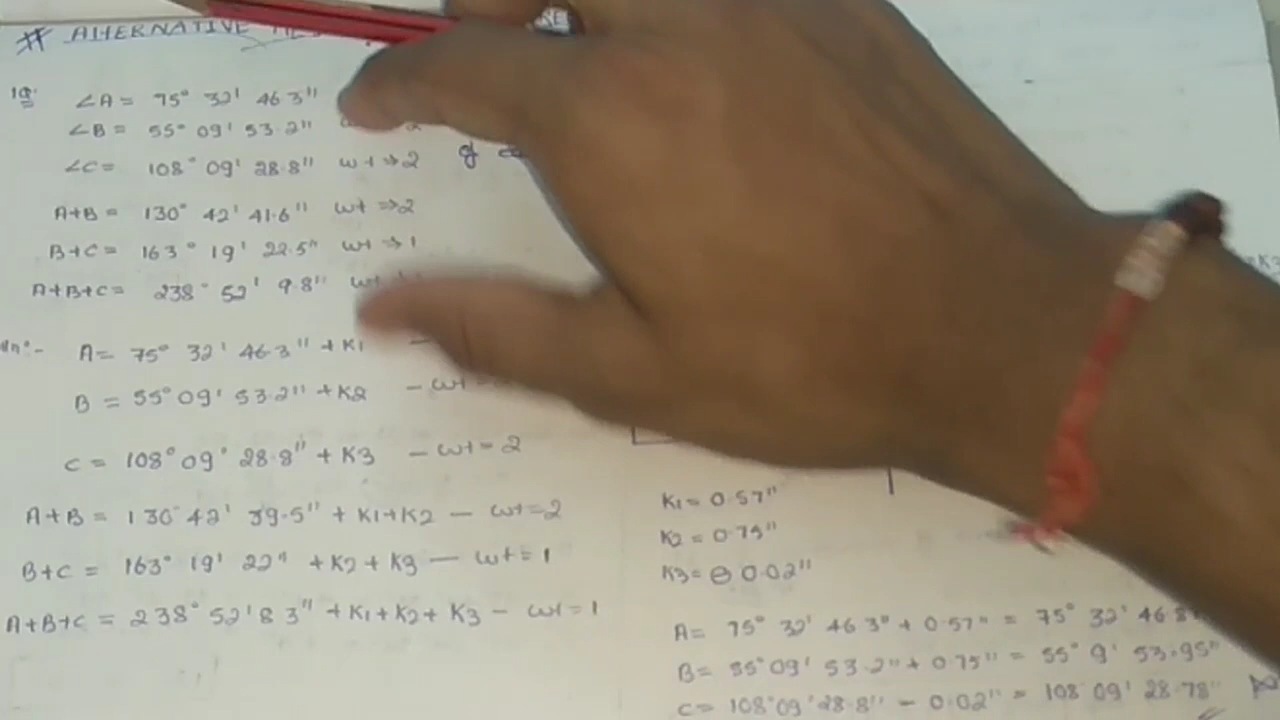 # ALTERNATIVE
19.
∠A = 75° 32' 46.3"
∠B = 55° 09' 53.2" 2
∠C = 108° 09' 28.8" wt ⇒ 2
A+B = 130° 42' 41.6" wt ⇒ 2
B+C = 163° 19' 22.5" wt ⇒ 1
A+B+C = 238° 52' 9.8" wt
A = 75° 32' 46.3" + K1 –
B = 55° 09' 53.2" + K2 – wt =
C = 108° 09' 28.8" + K3 – wt = 2
A+B = 130° 42' 39.5" + K1+K2 – wt = 2
B+C = 163° 19' 22" + K2 + K3 – wt = 1
A+B+C = 238° 52' 8.3" + K1+K2+K3 – wt = 1
K1 = 0.57"
K2 = 0.75"
K3 = ⊖ 0.02"
A = 75° 32' 46.3" + 0.57" = 75° 32' 46.8
B = 55° 09' 53.2" + 0.75" = 55° 9' 53.95"
C = 108° 09' 28.8" – 0.02" = 108° 09' 28.78"